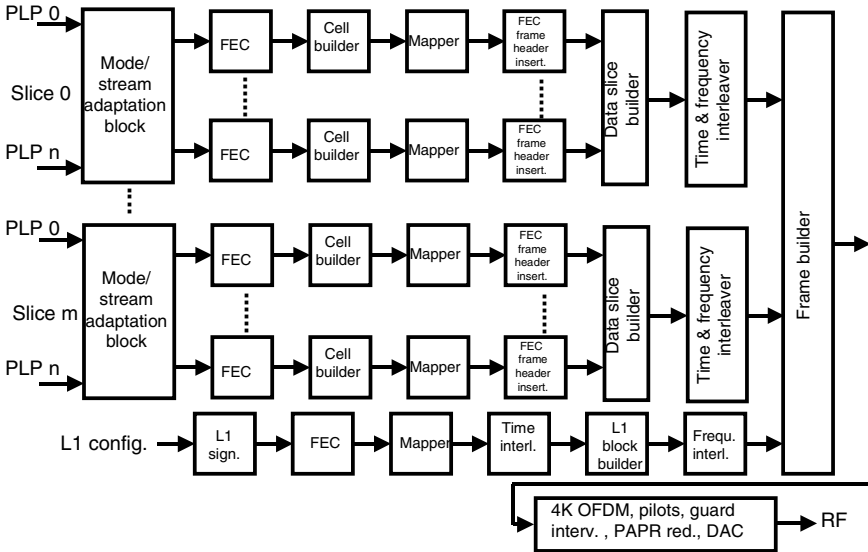 PLP 0
Slice 0
PLP n
Mode/
stream
adaptation
block
FEC
Cell
builder
Mapper
FEC
frame
header
insert.
FEC
Cell
builder
Mapper
FEC
frame
header
insert.
Data slice
builder
Time & frequency
interleaver
PLP 0
Slice m
PLP n
Mode/
stream
adaptation
block
FEC
Cell
builder
Mapper
FEC
frame
header
insert.
FEC
Cell
builder
Mapper
FEC
frame
header
insert.
Data slice
builder
Time & frequency
interleaver
Frame builder
L1 config.
L1
sign.
FEC
Mapper
Time
interl.
L1
block
builder
Frequ.
interl.
4K OFDM, pilots, guard
interv. , PAPR red., DAC
RF